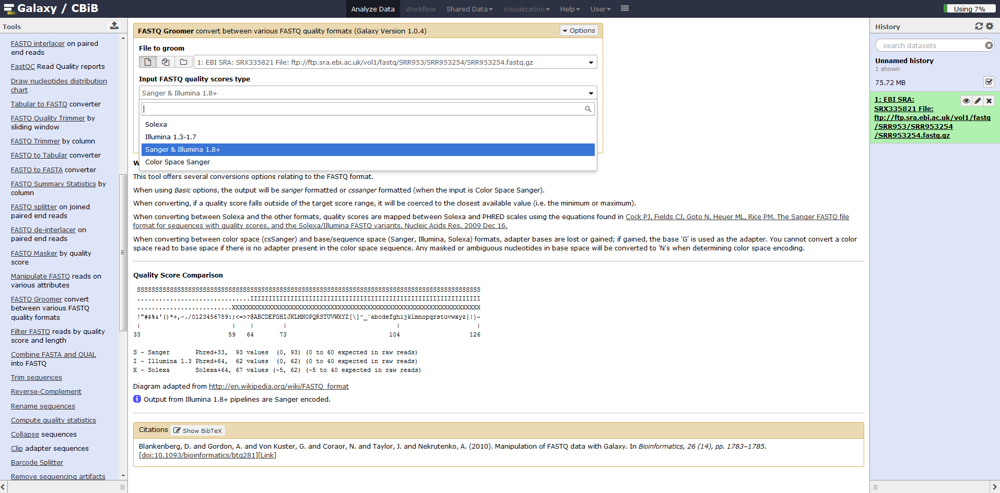 Galaxy / CBiB
Analyze Data Workflow Shared Data Visualization Help User
Using 7%
Tools
FASTQ interlacer on paired
end reads
FastQC Read Quality reports
Draw nucleotides distribution
chart
Tabular to FASTQ converter
FASTQ Quality Trimmer by
sliding window
FASTQ Trimmer by column
FASTQ to Tabular converter
FASTQ to FASTA converter
FASTQ Summary Statistics by
column
FASTQ splitter on joined
paired end reads
FASTQ de-interlacer on
paired end reads
FASTQ Masker by quality
score
Manipulate FASTQ reads on
various attributes
FASTQ Groomer convert
between various FASTQ
quality formats
Filter FASTQ reads by quality
score and length
Combine FASTA and QUAL
into FASTQ
Trim sequences
Reverse-Complement
Rename sequences
Compute quality statistics
Collapse sequences
Clip adapter sequences
Barcode Splitter
Remove sequencing artifacts
FASTQ Groomer convert between various FASTQ quality formats (Galaxy Version 1.0.4)
Options
File to groom
1: EBI SRA: SRX335821 File: ftp://ftp.sra.ebi.ac.uk/vol1/fastq/SRR953/SRR953254/SRR953254.fastq.gz
Input FASTQ quality scores type
Sanger & Illumina 1.8+
Solexa
Illumina 1.3-1.7
Sanger & Illumina 1.8+
Color Space Sanger
W
This tool offers several conversions options relating to the FASTQ format.
When using Basic options, the output will be sanger formatted or cssanger formatted (when the input is Color Space Sanger).
When converting, if a quality score falls outside of the target score range, it will be coerced to the closest available value (i.e. the minimum or maximum).
When converting between Solexa and the other formats, quality scores are mapped between Solexa and PHRED scales using the equations found in Cock PJ, Fields CJ, Goto N, Heuer ML, Rice PM. The Sanger FASTQ file
format for sequences with quality scores, and the Solexa/Illumina FASTQ variants. Nucleic Acids Res. 2009 Dec 16.
When converting between color space (csSanger) and base/sequence space (Sanger, Illumina, Solexa) formats, adapter bases are lost or gained; if gained, the base 'G' is used as the adapter. You cannot convert a color
space read to base space if there is no adapter present in the color space sequence. Any masked or ambiguous nucleotides in base space will be converted to 'N's when determining color space encoding.
Quality Score Comparison
SSSSSSSSSSSSSSSSSSSSSSSSSSSSSSSSSSSSSSSSSSSSSSSSSSSSSSSSSSSSSSSSSSSSSSSSSSSSSSSSSSSSSSSSSSSSSS
...............................IIIIIIIIIIIIIIIIIIIIIIIIIIIIIIIIIIIIIIIIIIIIIIIIIIIIIIIIIIIIIII
..........................XXXXXXXXXXXXXXXXXXXXXXXXXXXXXXXXXXXXXXXXXXXXXXXXXXXXXXXXXXXXXXXXXXXX
!"#$%&'()*+,-./0123456789:;<=>?@ABCDEFGHIJKLMNOPQRSTUVWXYZ[\]^_`abcdefghijklmnopqrstuvwxyz{|}~
| | | | | |
33 59 64 73 104 126
S - Sanger Phred+33, 93 values (0, 93) (0 to 60 expected in raw reads)
I - Illumina 1.3 Phred+64, 62 values (0, 62) (0 to 40 expected in raw reads)
X - Solexa Solexa+64, 67 values (-5, 62) (-5 to 40 expected in raw reads)
Diagram adapted from http://en.wikipedia.org/wiki/FASTQ_format
Output from Illumina 1.8+ pipelines are Sanger encoded.
Citations Show BibTeX
Blankenberg, D. and Gordon, A. and Von Kuster, G. and Coraor, N. and Taylor, J. and Nekrutenko, A. (2010). Manipulation of FASTQ data with Galaxy. In Bioinformatics, 26 (14), pp. 1783–1785.
[doi:10.1093/bioinformatics/btq281][Link]
History
search datasets
Unnamed history
1 shown
75.72 MB
1: EBI SRA:
SRX335821 File:
ftp://ftp.sra.ebi.ac.uk/vol1/fastq
/SRR953/SRR953254
/SRR953254.fastq.gz